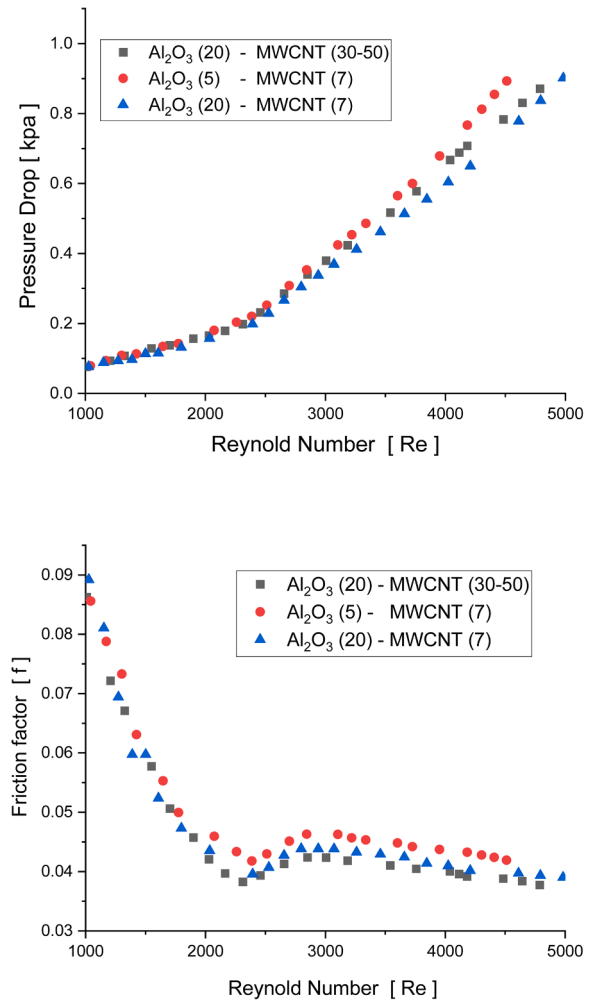 1.0
0.8
0.6
0.4
0.2
0.0
Pressure Drop [ kpa ]
Al₂O₃ (20) - MWCNT (30-50)
Al₂O₃ (5) - MWCNT (7)
Al₂O₃ (20) - MWCNT (7)
1000 2000 3000 4000 5000
Reynold Number [ Re ]
0.09
0.08
0.07
0.06
0.05
0.04
0.03
Friction factor [ f ]
Al₂O₃ (20) - MWCNT (30-50)
Al₂O₃ (5) - MWCNT (7)
Al₂O₃ (20) - MWCNT (7)
1000 2000 3000 4000 5000
Reynold Number [ Re ]